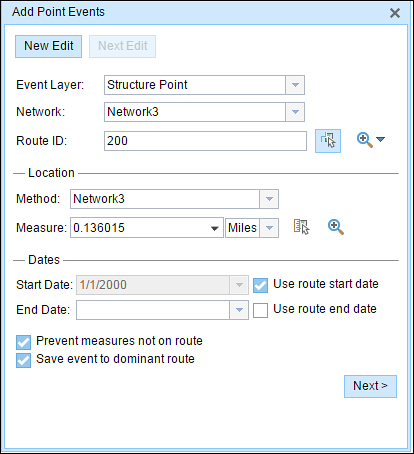 Add Point Events
New Edit Next Edit
Event Layer: Structure Point
Network: Network3
Route ID: 200
Location
Method: Network3
Measure: 0.136015 Miles
Dates
Start Date: 1/1/2000 Use route start date
End Date: Use route end date
Prevent measures not on route
Save event to dominant route
Next >